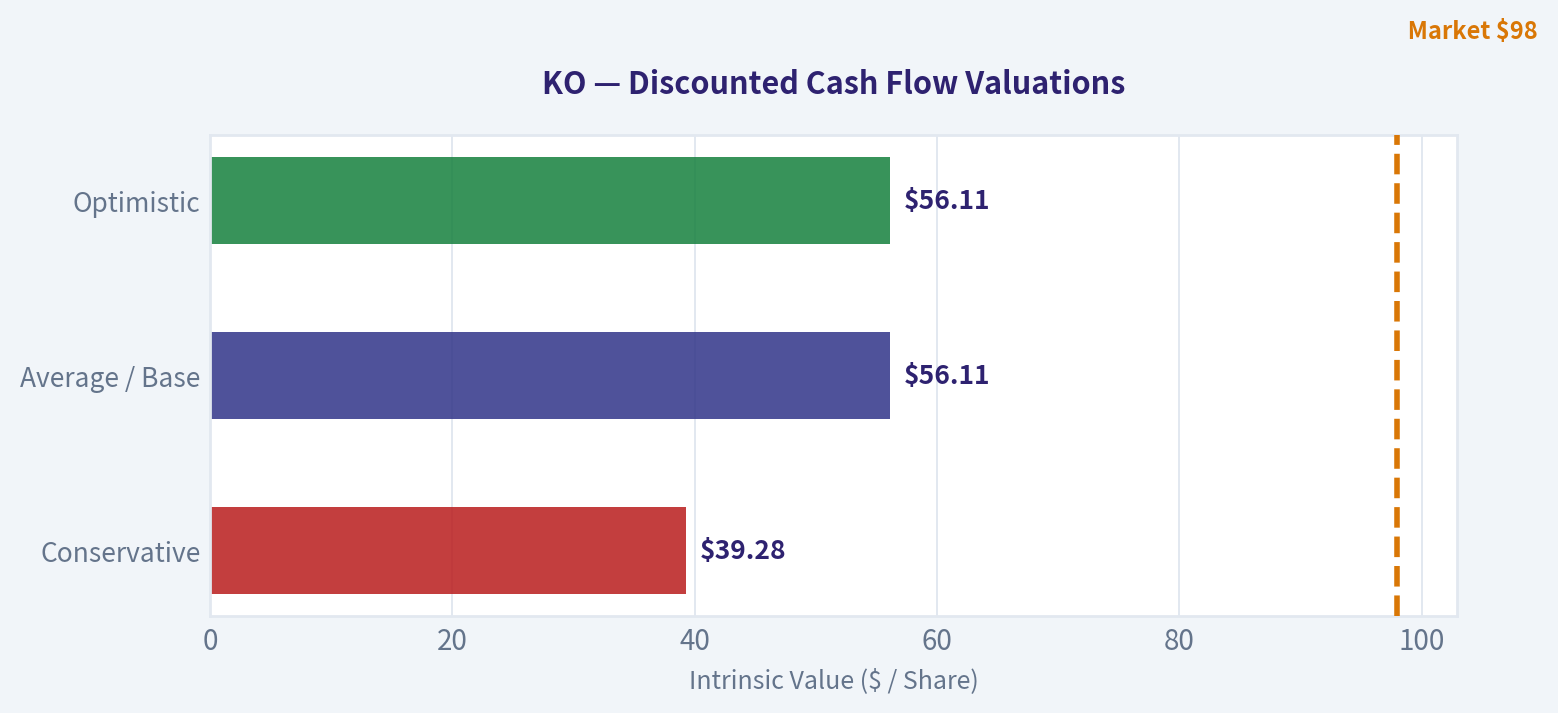 Market $98
KO — Discounted Cash Flow Valuations
Optimistic
$56.11
Average / Base
$56.11
Conservative
$39.28
0 20 40 60 80 100
Intrinsic Value ($ / Share)